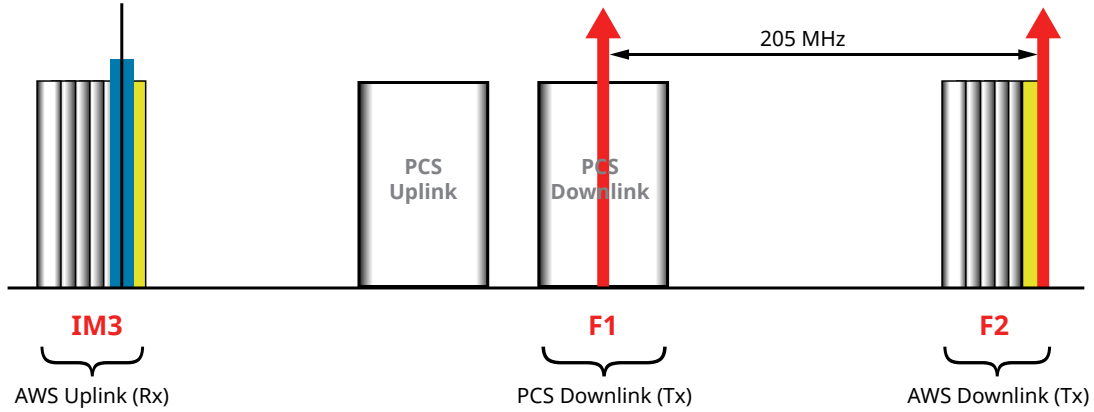 205 MHz
PCS
Uplink
PCS
Downlink
IM3
F1
F2
AWS Uplink (Rx)
PCS Downlink (Tx)
AWS Downlink (Tx)